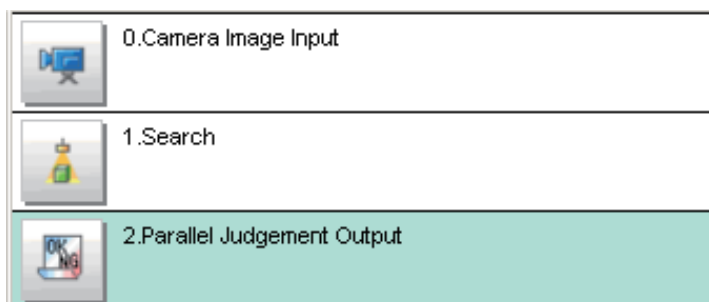 0.Camera Image Input
1.Search
OK
NG
2.Parallel Judgement Output